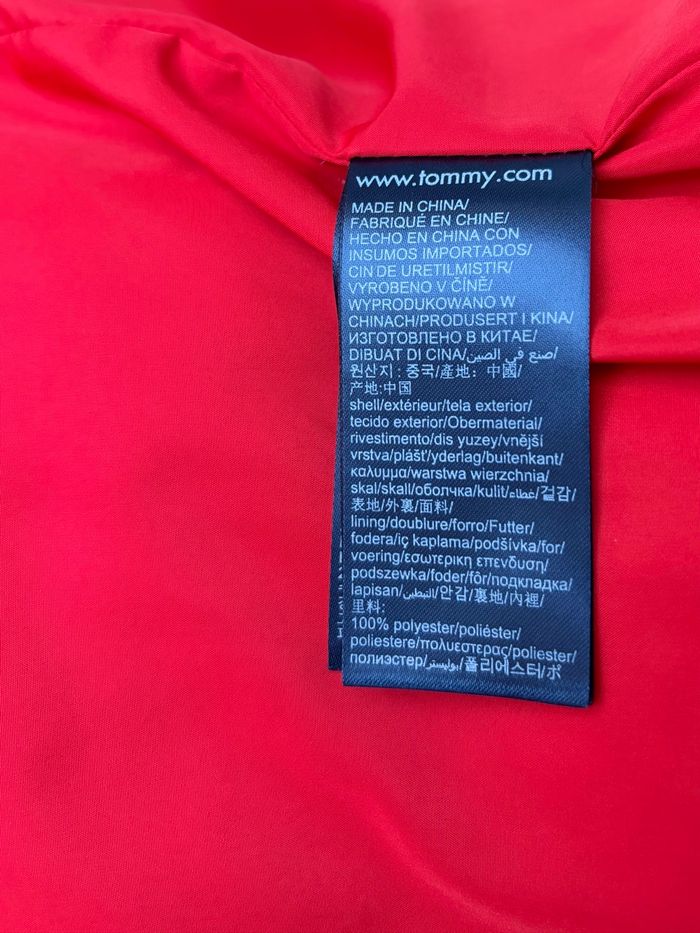 www.tommy.com
MADE IN CHINA/
FABRIQUÉ EN CHINE/
HECHO EN CHINA CON
INSUMOS IMPORTADOS/
CIN DE URETILMISTIR/
VYROBENO V ČÍNĚ/
WYPRODUKOWANO W
CHINACH/PRODUSERT I KINA/
ИЗГОТОВЛЕНО В КИТАЕ/
DIBUAT DI CINA/صنع في الصين/
원산지 : 중국/產地： 中國/
产地:中国
shell/extérieur/tela exterior/
tecido exterior/Obermaterial/
rivestimento/dis yuzey/vnější
vrstva/plášť/yderlag/buitenkant/
καλυμμα/warstwa wierzchnia/
skal/skall/оболчка/kulit/غطاء/겉감/
表地/外裏/面料/
lining/doublure/forro/Futter/
fodera/iç kaplama/podšívka/for/
voering/εσωτερικη επενδυση/
podszewka/foder/fôr/подкладка/
lapisan/التبطين/안감/裏地/內裡/
里料:
100% polyester/poliéster/
poliestere/πολυεστερας/poliester/
полиэстер/بوليستر/폴리에스터/ポ